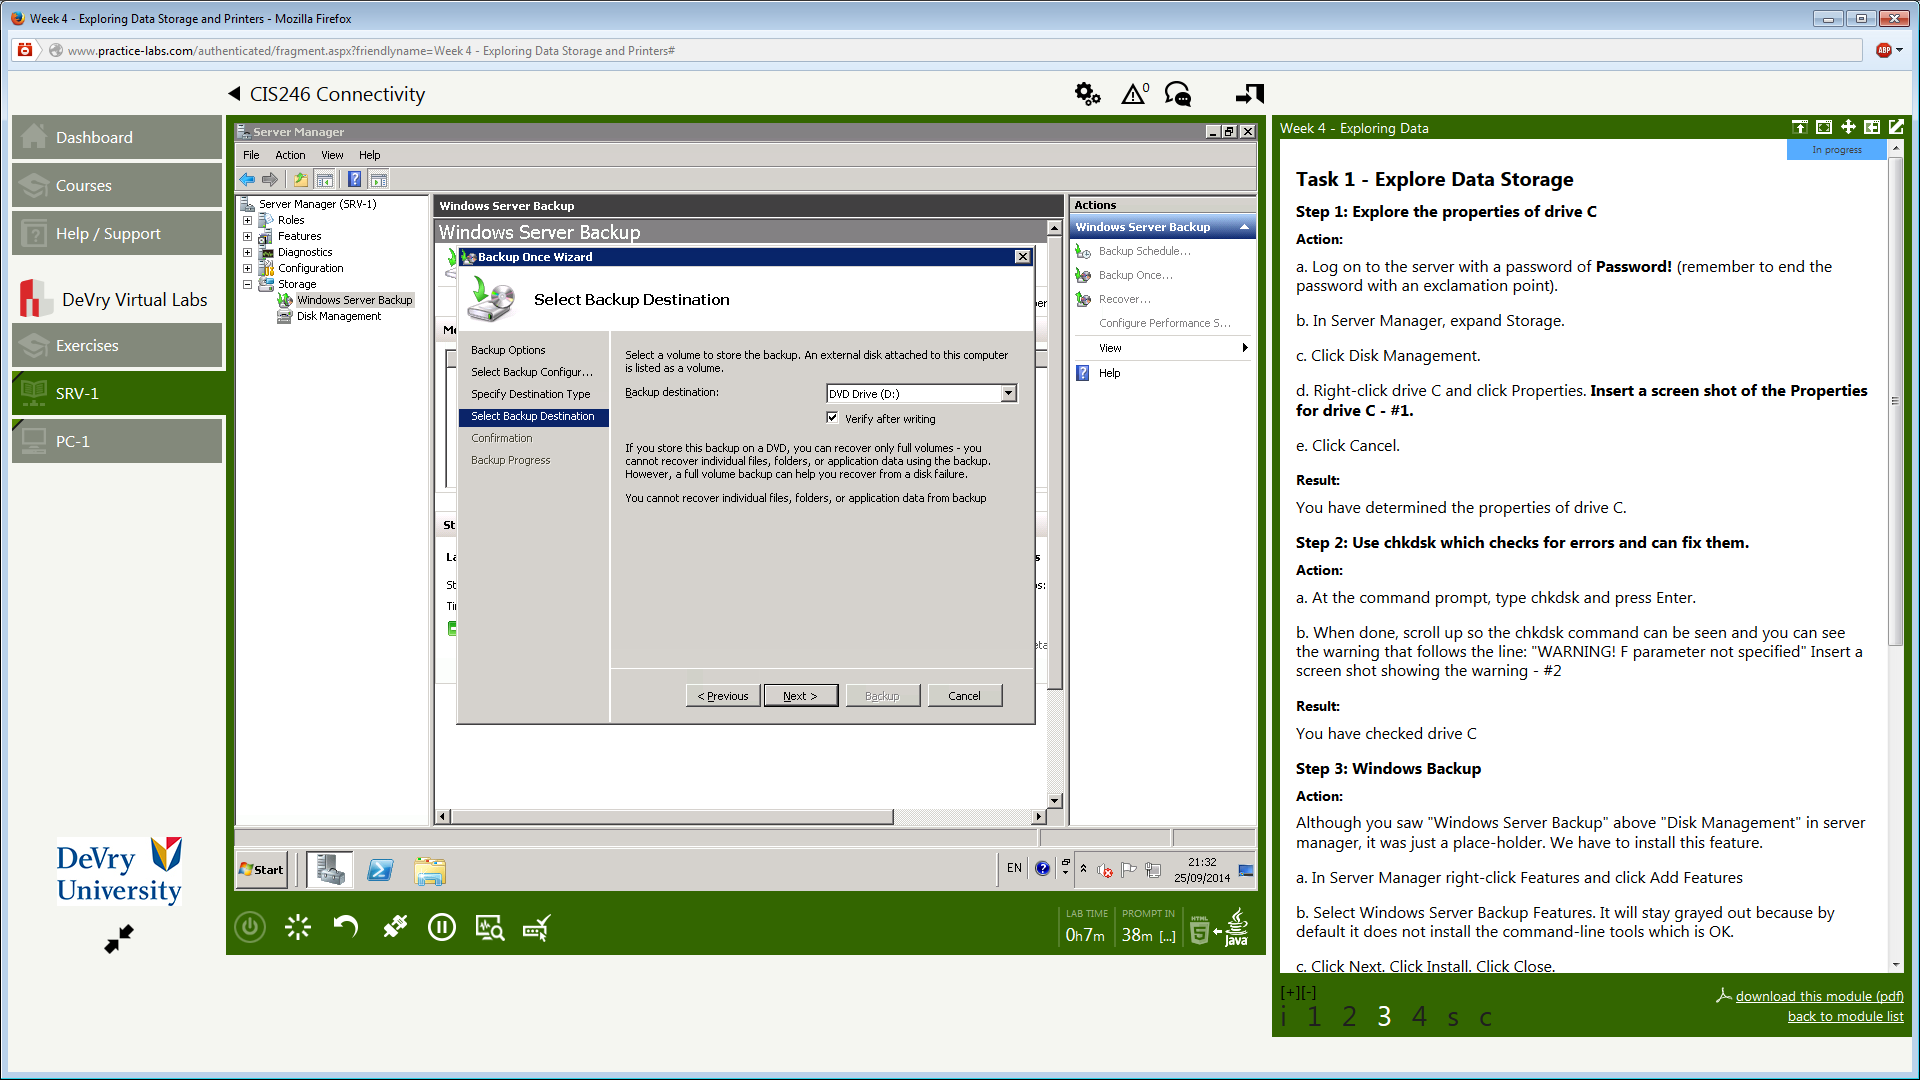 Week 4 - Exploring Data Storage and Printers - Mozilla Firefox
www.practice-labs.com/authenticated/fragment.aspx?friendlyname=Week 4 - Exploring Data Storage and Printers#
ABP
CIS246 Connectivity
0
Dashboard
Courses
Help / Support
DeVry Virtual Labs
Exercises
SRV-1
PC-1
DeVry
University
Server Manager
File Action View Help
Server Manager (SRV-1)
Roles
Features
Diagnostics
Configuration
Storage
Windows Server Backup
Disk Management
Windows Server Backup
Windows Server Backup
Backup Once Wizard
Select Backup Destination
Backup Options
Select Backup Configur...
Specify Destination Type
Select Backup Destination
Confirmation
Backup Progress
Select a volume to store the backup. An external disk attached to this computer
is listed as a volume.
Backup destination:
DVD Drive (D:)
Verify after writing
If you store this backup on a DVD, you can recover only full volumes - you
cannot recover individual files, folders, or application data using the backup.
However, a full volume backup can help you recover from a disk failure.
You cannot recover individual files, folders, or application data from backup
< Previous
Next >
Backup
Cancel
Actions
Windows Server Backup
Backup Schedule...
Backup Once...
Recover...
Configure Performance S...
View
Help
Start
EN
21:32
25/09/2014
LAB TIME
0h7m
PROMPT IN
38m [...]
HTML
5
Java
Week 4 - Exploring Data
In progress
Task 1 - Explore Data Storage
Step 1: Explore the properties of drive C
Action:
a. Log on to the server with a password of Password! (remember to end the
password with an exclamation point).
b. In Server Manager, expand Storage.
c. Click Disk Management.
d. Right-click drive C and click Properties. Insert a screen shot of the Properties
for drive C - #1.
e. Click Cancel.
Result:
You have determined the properties of drive C.
Step 2: Use chkdsk which checks for errors and can fix them.
Action:
a. At the command prompt, type chkdsk and press Enter.
b. When done, scroll up so the chkdsk command can be seen and you can see
the warning that follows the line: "WARNING! F parameter not specified" Insert a
screen shot showing the warning - #2
Result:
You have checked drive C
Step 3: Windows Backup
Action:
Although you saw "Windows Server Backup" above "Disk Management" in server
manager, it was just a place-holder. We have to install this feature.
a. In Server Manager right-click Features and click Add Features
b. Select Windows Server Backup Features. It will stay grayed out because by
default it does not install the command-line tools which is OK.
c. Click Next. Click Install. Click Close.
[+][-]
i 1 2 3 4 s c
download this module (pdf)
back to module list